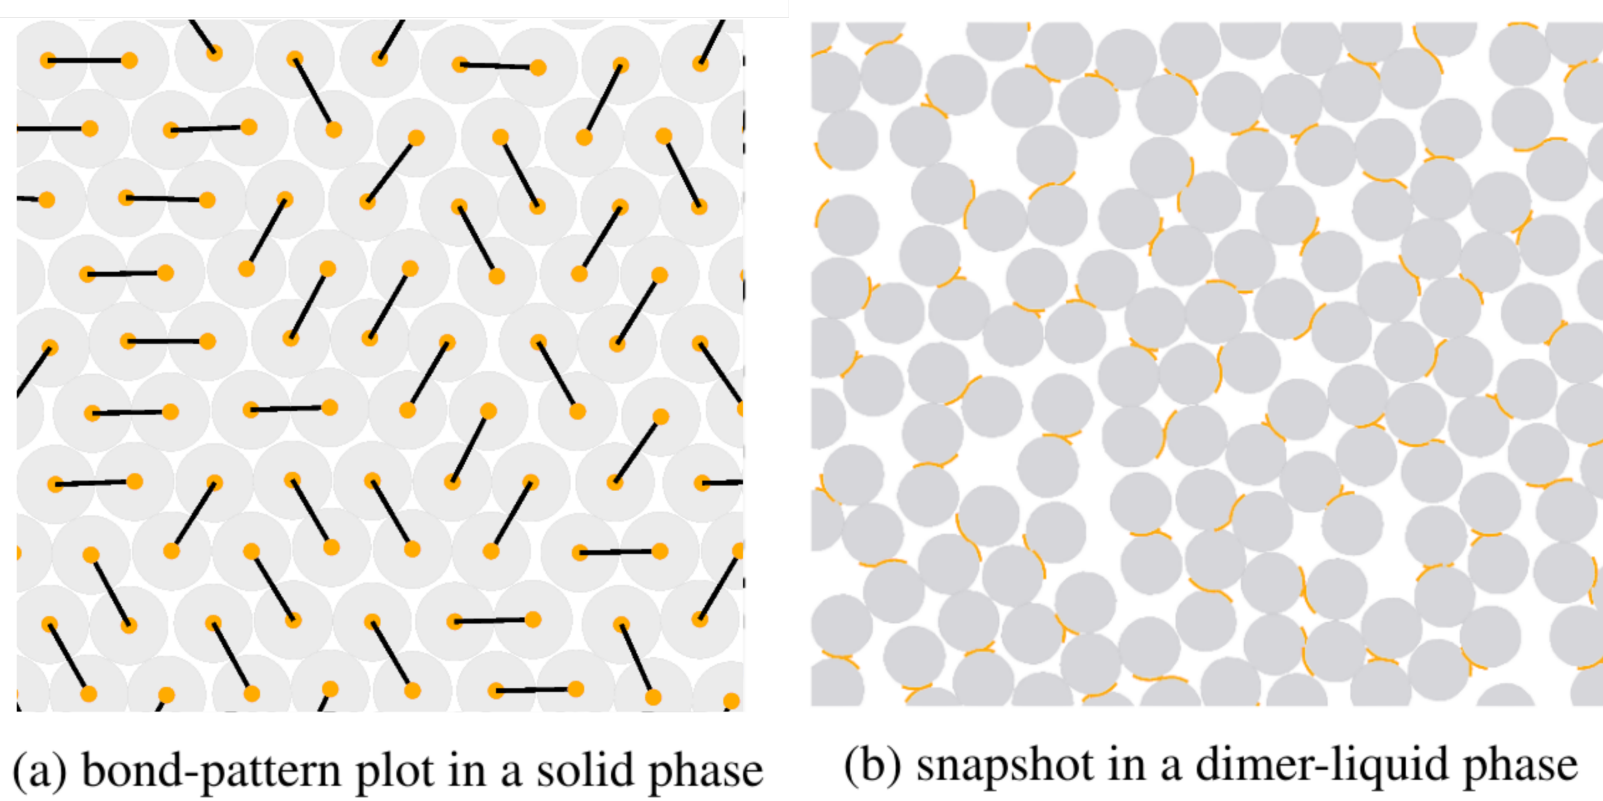 (a) bond-pattern plot in a solid phase
(b) snapshot in a dimer-liquid phase